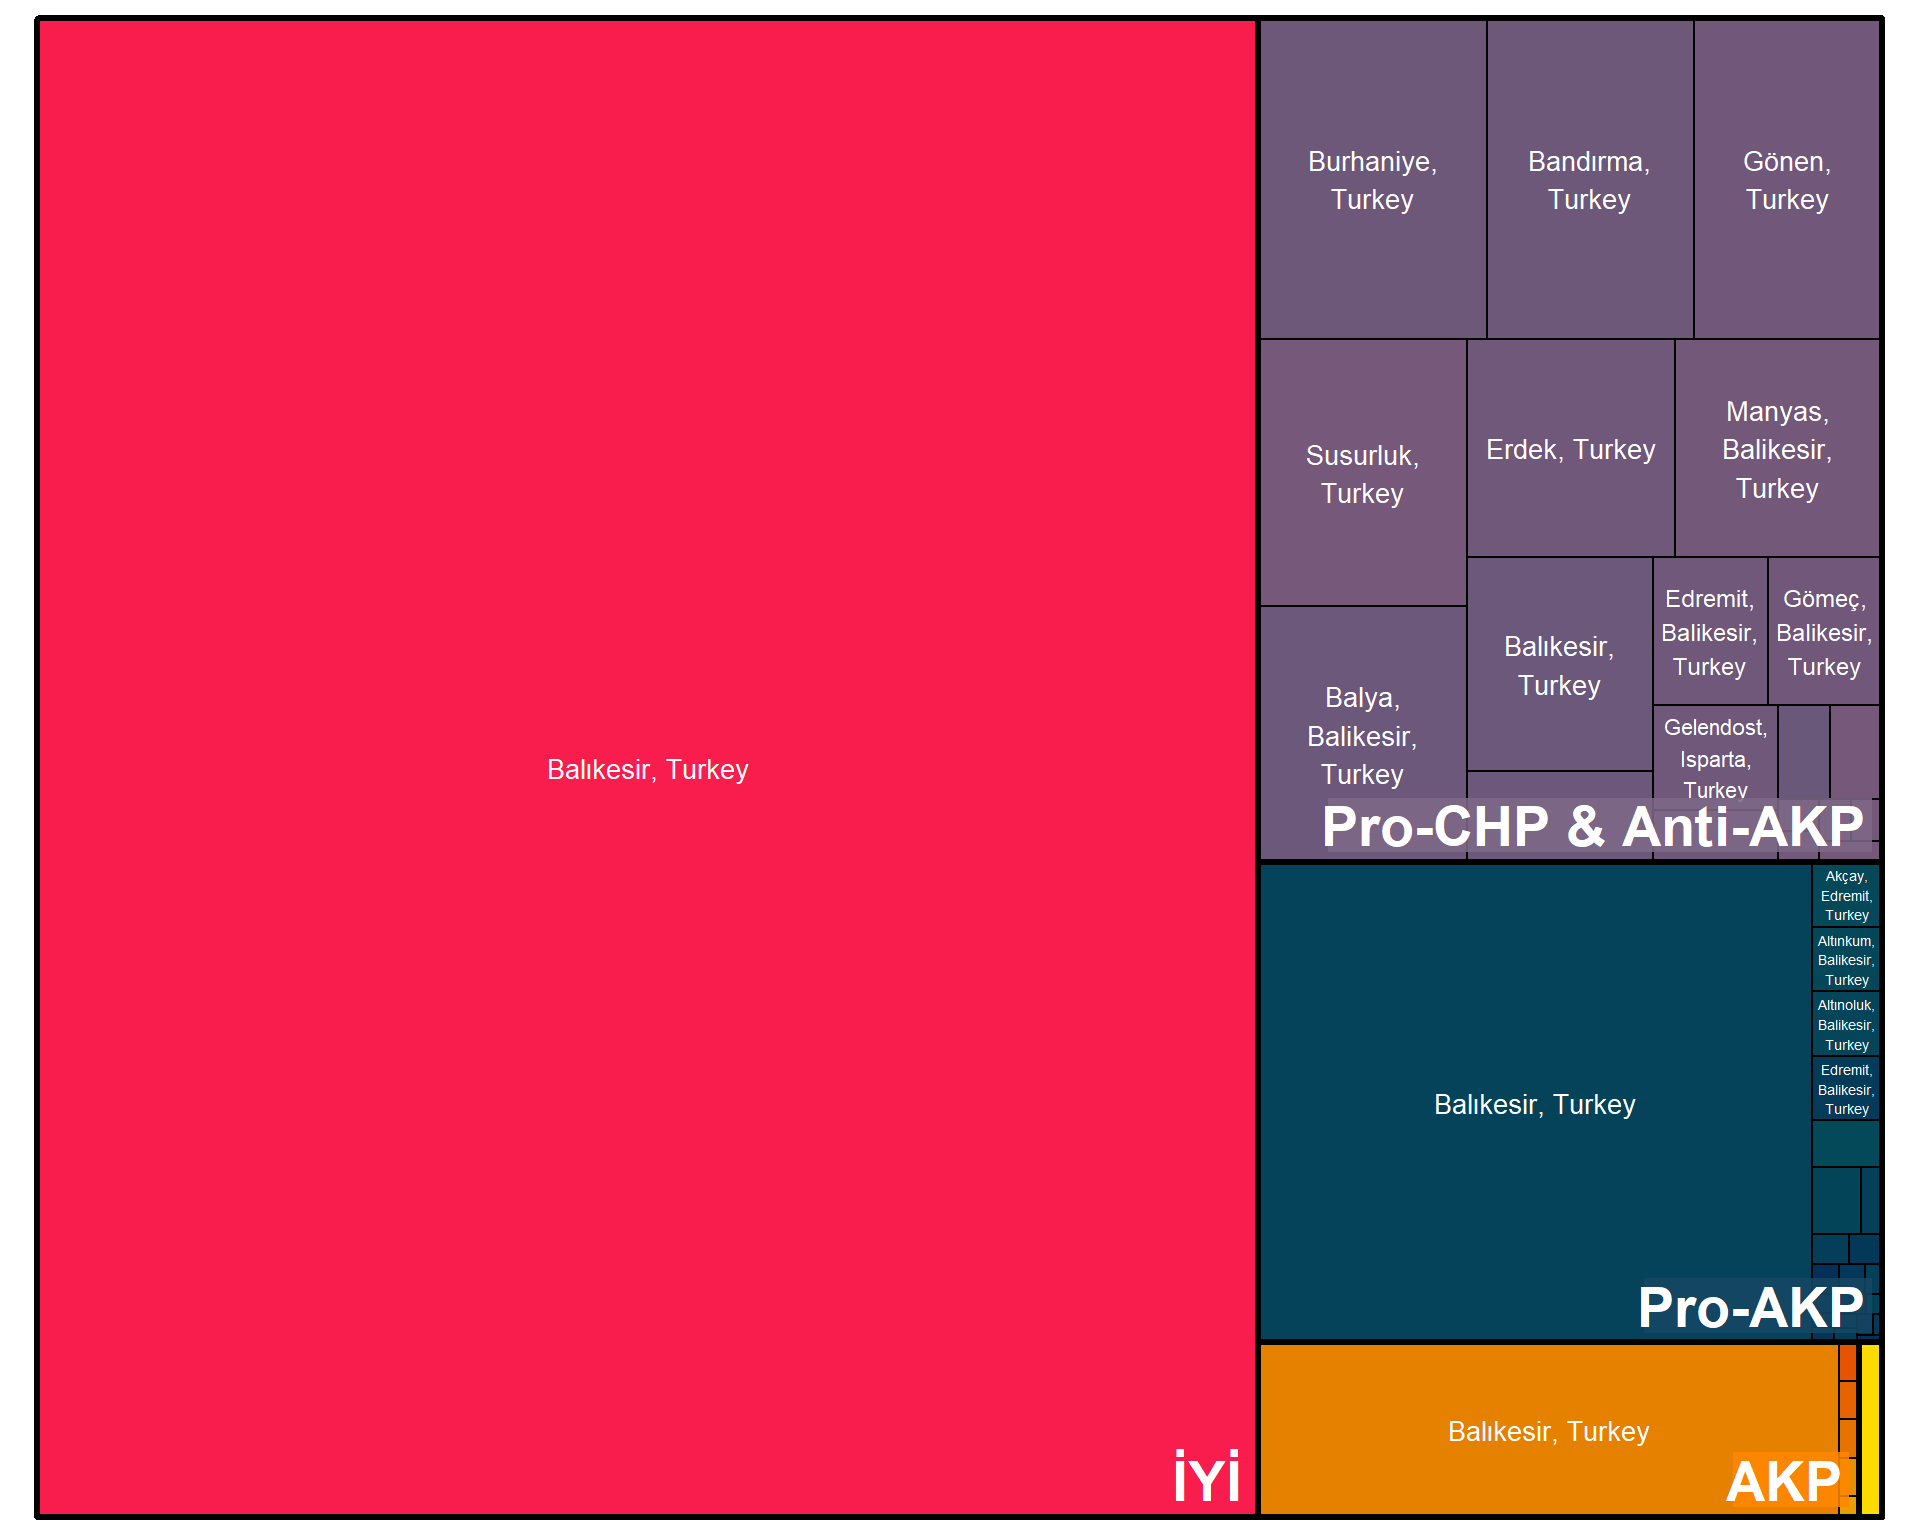 Balıkesir, Turkey
İYİ
Burhaniye,
Turkey
Bandırma,
Turkey
Gönen,
Turkey
Susurluk,
Turkey
Erdek, Turkey
Manyas,
Balikesir,
Turkey
Balya,
Balikesir,
Turkey
Balıkesir,
Turkey
Edremit,
Balikesir,
Turkey
Gömeç,
Balikesir,
Turkey
Gelendost,
Isparta,
Turkey
Pro-CHP & Anti-AKP
Balıkesir, Turkey
Akçay,
Edremit,
Turkey
Altınkum,
Balikesir,
Turkey
Altınoluk,
Balikesir,
Turkey
Edremit,
Balikesir,
Turkey
Pro-AKP
Balıkesir, Turkey
AKP